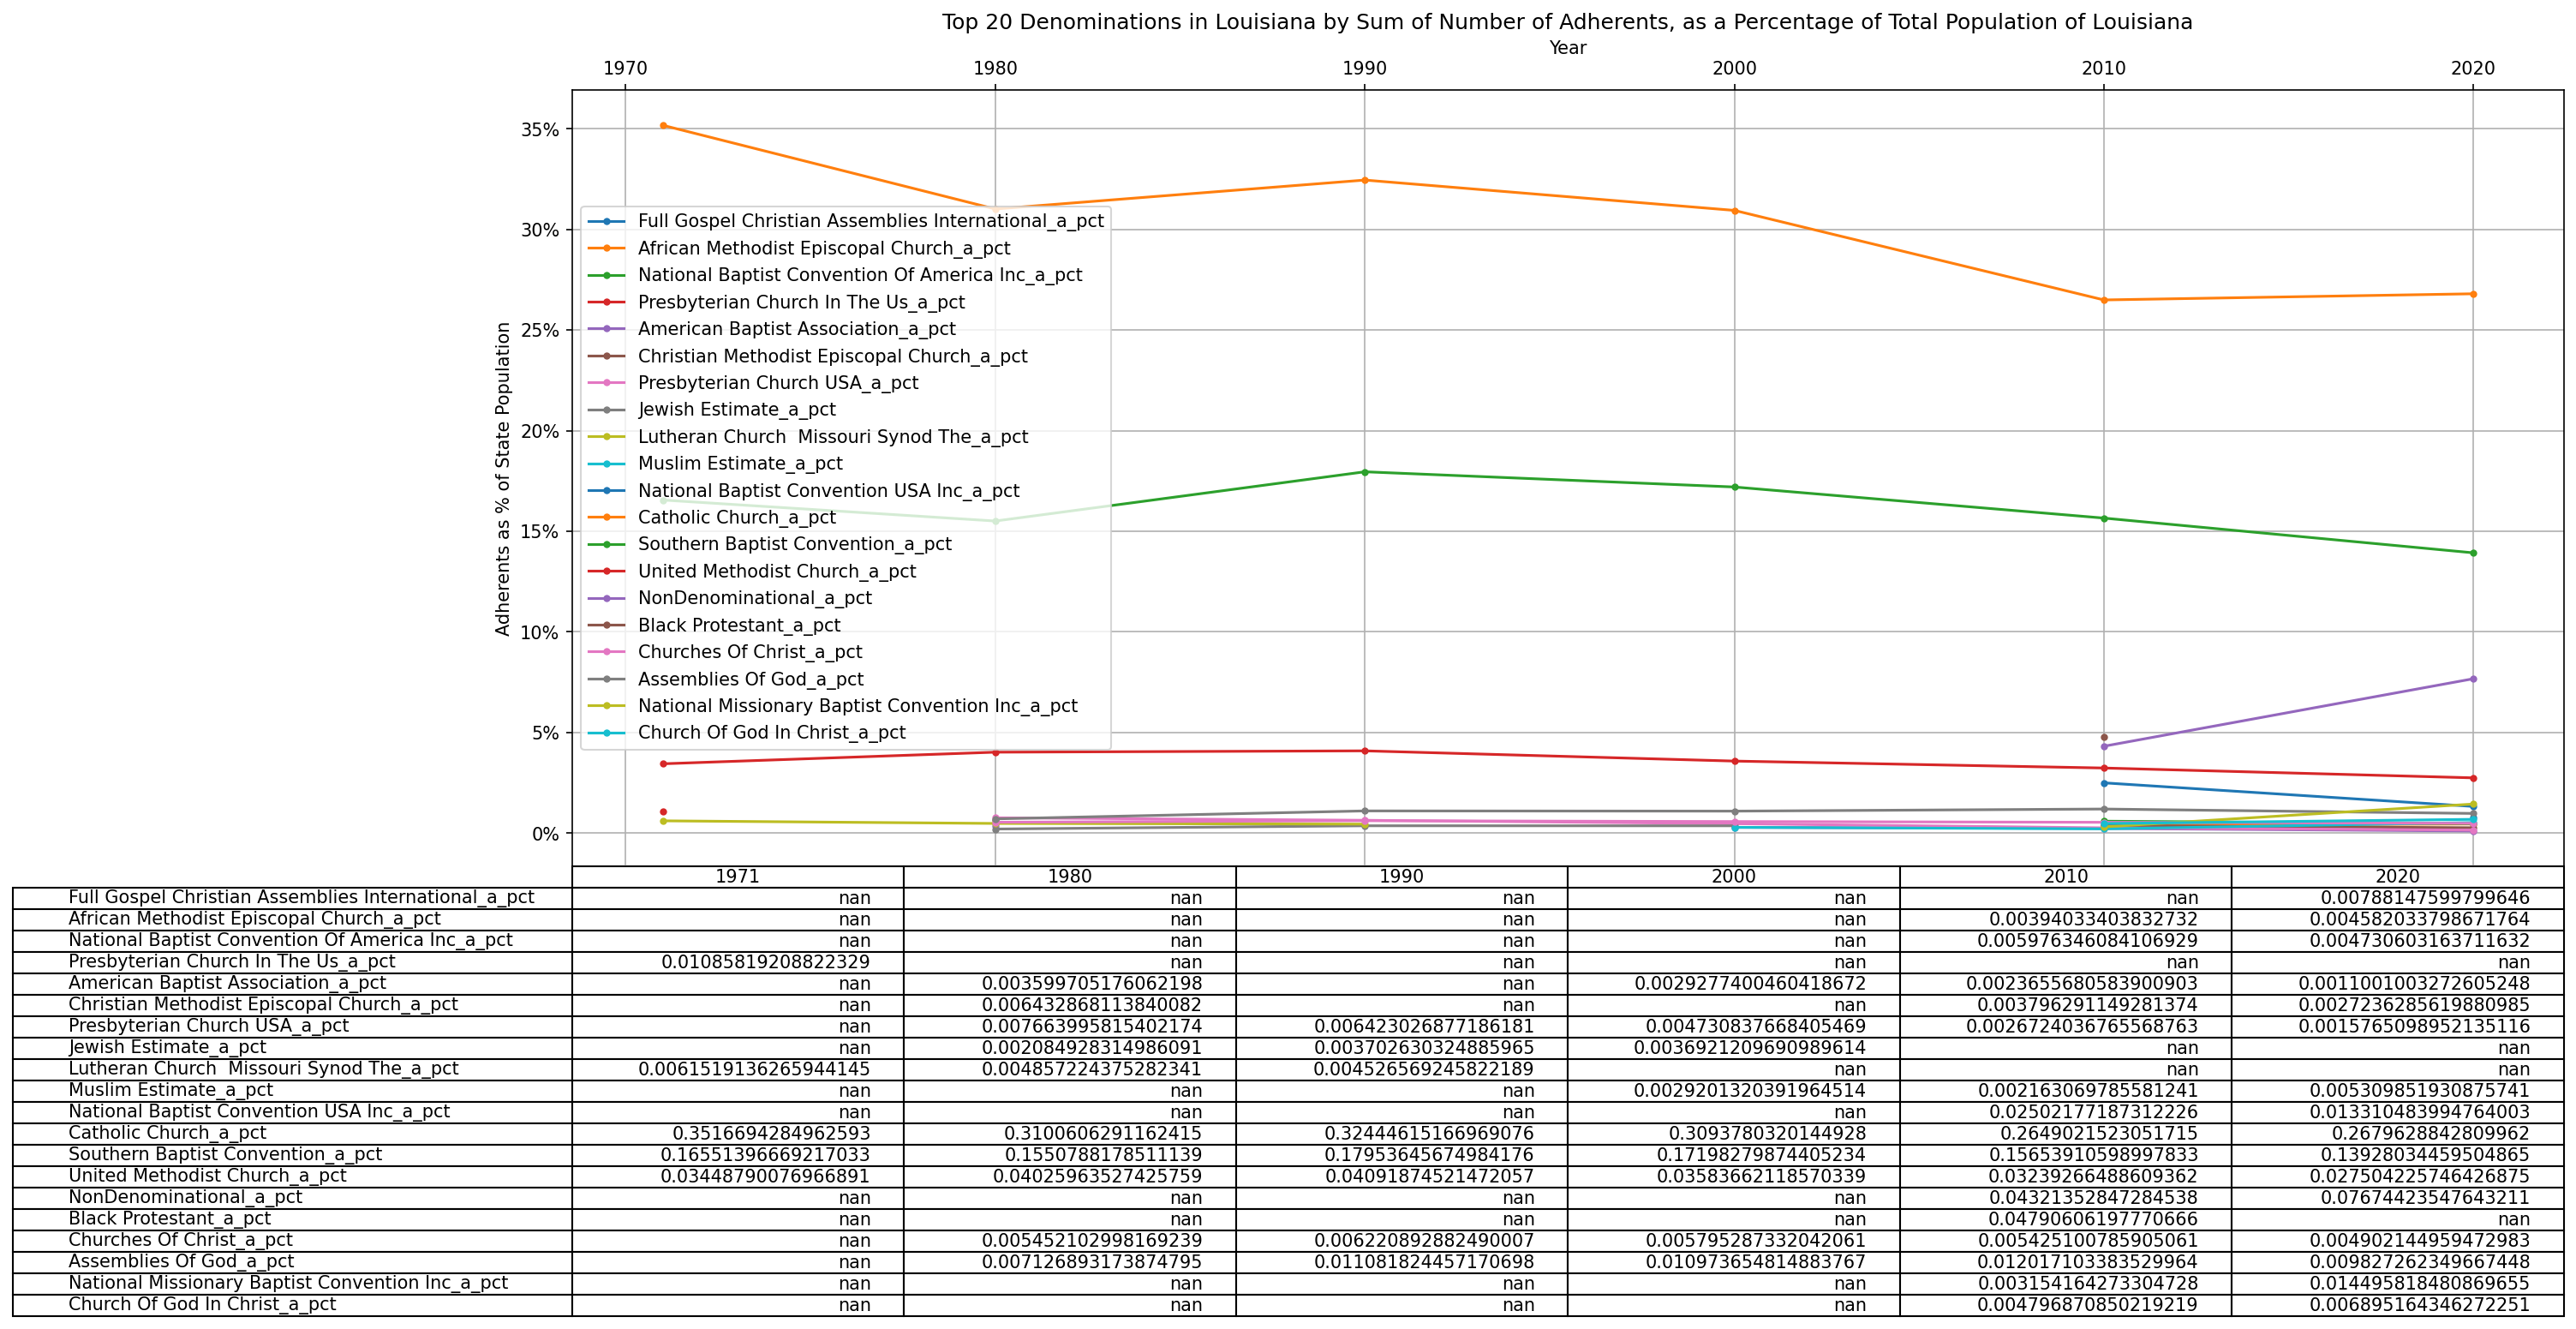 Top 20 Denominations in Louisiana by Sum of Number of Adherents, as a Percentage of Total Population of Louisiana
Year
1970 1980 1990 2000 2010 2020
Adherents as % of State Population
35%
30%
25%
20%
15%
10%
5%
0%
Full Gospel Christian Assemblies International_a_pct
African Methodist Episcopal Church_a_pct
National Baptist Convention Of America Inc_a_pct
Presbyterian Church In The Us_a_pct
American Baptist Association_a_pct
Christian Methodist Episcopal Church_a_pct
Presbyterian Church USA_a_pct
Jewish Estimate_a_pct
Lutheran Church  Missouri Synod The_a_pct
Muslim Estimate_a_pct
National Baptist Convention USA Inc_a_pct
Catholic Church_a_pct
Southern Baptist Convention_a_pct
United Methodist Church_a_pct
NonDenominational_a_pct
Black Protestant_a_pct
Churches Of Christ_a_pct
Assemblies Of God_a_pct
National Missionary Baptist Convention Inc_a_pct
Church Of God In Christ_a_pct
1971 1980 1990 2000 2010 2020
Full Gospel Christian Assemblies International_a_pct nan nan nan nan nan 0.007881475997996​46
African Methodist Episcopal Church_a_pct nan nan nan nan 0.00394033403832732 0.004582033798671764
National Baptist Convention Of America Inc_a_pct nan nan nan nan 0.005976346084106929 0.004730603163711632
Presbyterian Church In The Us_a_pct 0.01085819208822329 nan nan nan nan nan
American Baptist Association_a_pct nan 0.003599705176062198 nan 0.0029277400460418672 0.0023655680583900903 0.0011001003272605248
Christian Methodist Episcopal Church_a_pct nan 0.006432868113840082 nan nan 0.003796291149281374 0.0027236285619880985
Presbyterian Church USA_a_pct nan 0.007663995815402174 0.006423026877186181 0.004730837668405469 0.0026724036765568763 0.0015765098952135116
Jewish Estimate_a_pct nan 0.002084928314986091 0.003702630324885965 0.0036921209690989614 nan nan
Lutheran Church  Missouri Synod The_a_pct 0.0061519136265944145 0.004857224375282341 0.004526569245822189 nan nan nan
Muslim Estimate_a_pct nan nan nan 0.0029201320391964514 0.002163069785581241 0.005309851930875741
National Baptist Convention USA Inc_a_pct nan nan nan nan 0.02502177187312226 0.013310483994764003
Catholic Church_a_pct 0.3516694284962593 0.3100606291162415 0.32444615166969076 0.3093780320144928 0.2649021523051715 0.2679628842809962
Southern Baptist Convention_a_pct 0.16551396669217033 0.1550788178511139 0.17953645674984176 0.17198279874405234 0.15653910598997833 0.13928034459504865
United Methodist Church_a_pct 0.03448790076966891 0.04025963527425759 0.04091874521472057 0.03583662118570339 0.03239266488609362 0.027504225746426875
NonDenominational_a_pct nan nan nan nan 0.04321352847284538 0.07674423547643211
Black Protestant_a_pct nan nan nan nan 0.04790606197770666 nan
Churches Of Christ_a_pct nan 0.005452102998169239 0.006220892882490007 0.005795287332042061 0.005425100785905061 0.004902144959472983
Assemblies Of God_a_pct nan 0.007126893173874795 0.011081824457170698 0.010973654814883767 0.012017103383529964 0.009827262349667448
National Missionary Baptist Convention Inc_a_pct nan nan nan nan 0.003154164273304728 0.014495818480869655
Church Of God In Christ_a_pct nan nan nan nan 0.004796870850219219 0.006895164346272251